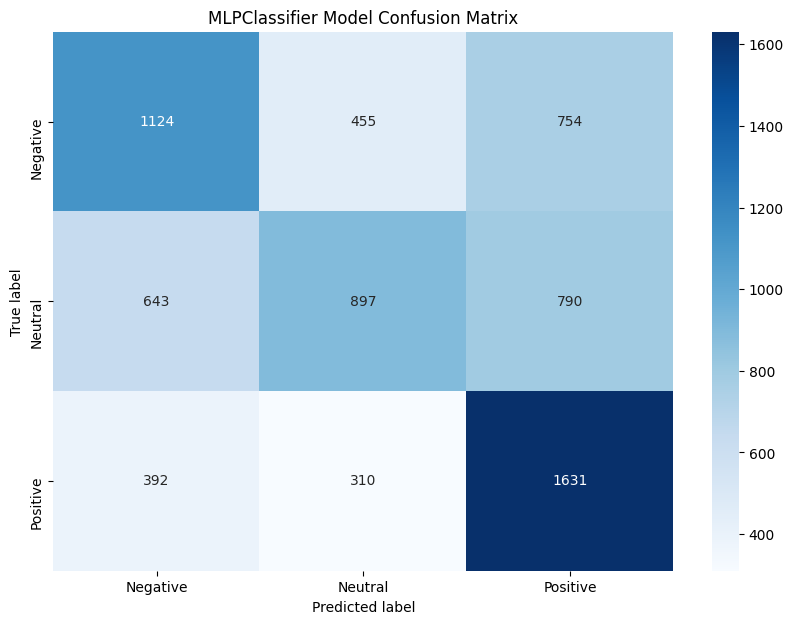 MLPClassifier Model Confusion Matrix
True label
Negative
1124 455 754
Neutral
643 897 790
Positive
392 310 1631
Negative Neutral Positive
Predicted label
1600
1400
1200
1000
800
600
400